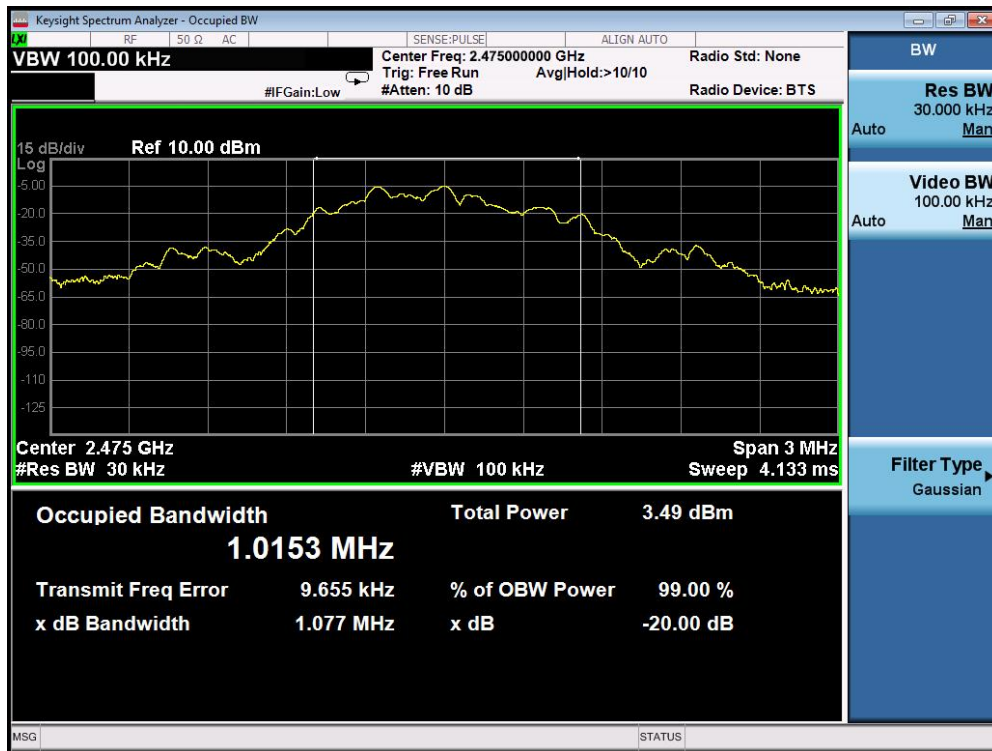 Keysight Spectrum Analyzer - Occupied BW
LXI RF 50 Ω AC SENSE:PULSE ALIGN AUTO
VBW 100.00 kHz
Center Freq: 2.475000000 GHz Radio Std: None
Trig: Free Run Avg|Hold:>10/10
#IFGain:Low #Atten: 10 dB Radio Device: BTS
15 dB/div Ref 10.00 dBm
Log
-5.00
-20.0
-35.0
-50.0
-65.0
-80.0
-95.0
-110
-125
Center 2.475 GHz Span 3 MHz
#Res BW 30 kHz #VBW 100 kHz Sweep 4.133 ms
Occupied Bandwidth Total Power 3.49 dBm
1.0153 MHz
Transmit Freq Error 9.655 kHz % of OBW Power 99.00 %
x dB Bandwidth 1.077 MHz x dB -20.00 dB
MSG STATUS
BW
Res BW
30.000 kHz
Auto Man
Video BW
100.00 kHz
Auto Man
Filter Type
Gaussian